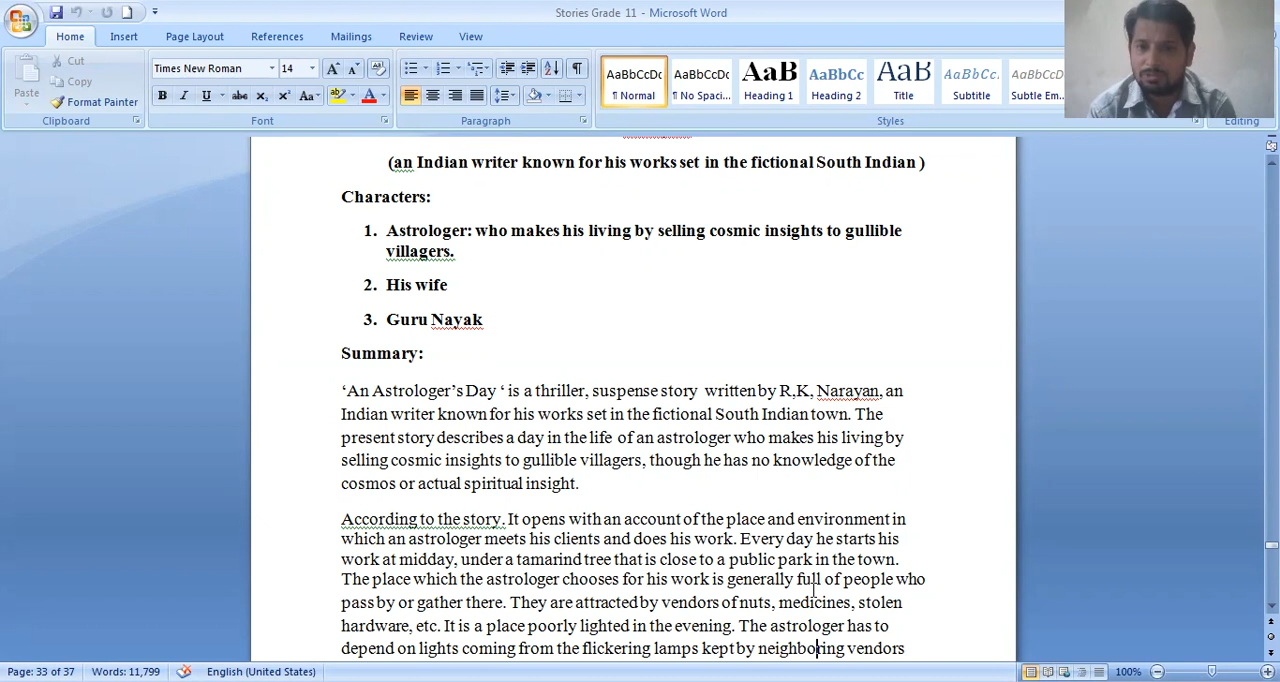 Stories Grade 11 - Microsoft Word
Home Insert Page Layout References Mailings Review View
Cut
Copy
Paste
Format Painter
Clipboard
Times New Roman 14
Font
Paragraph
AaBbCcDc AaBbCcDc AaB AaBbCc AaB AaBbCc. AaBbCcDc
¶ Normal ¶ No Spaci... Heading 1 Heading 2 Title Subtitle Subtle Em...
Styles
Editing
(an Indian writer known for his works set in the fictional South Indian )
Characters:
1. Astrologer: who makes his living by selling cosmic insights to gullible
villagers.
2. His wife
3. Guru Nayak
Summary:
‘An Astrologer’s Day ‘ is a thriller, suspense story written by R,K, Narayan, an
Indian writer known for his works set in the fictional South Indian town. The
present story describes a day in the life of an astrologer who makes his living by
selling cosmic insights to gullible villagers, though he has no knowledge of the
cosmos or actual spiritual insight.
According to the story. It opens with an account of the place and environment in
which an astrologer meets his clients and does his work. Every day he starts his
work at midday, under a tamarind tree that is close to a public park in the town.
The place which the astrologer chooses for his work is generally full of people who
pass by or gather there. They are attracted by vendors of nuts, medicines, stolen
hardware, etc. It is a place poorly lighted in the evening. The astrologer has to
depend on lights coming from the flickering lamps kept by neighboring vendors
Page: 33 of 37 Words: 11,799 English (United States) 100%